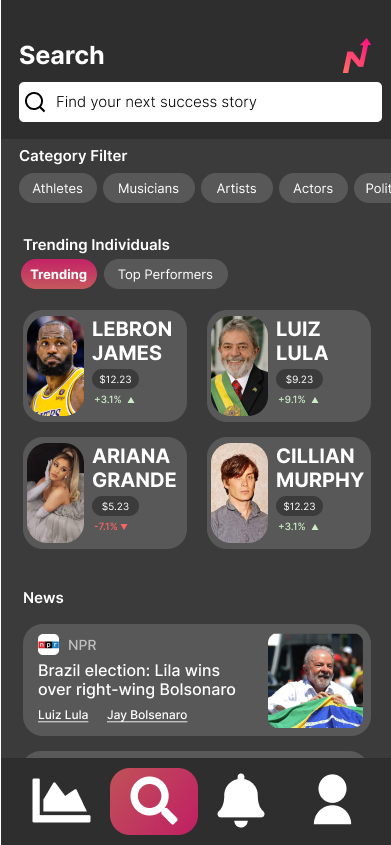 Search
Find your next success story
Category Filter
Athletes
Musicians
Artists
Actors
Polit
Trending Individuals
Trending
Top Performers
LEBRON
JAMES
$12.23
+3.1% ▲
LUIZ
LULA
$9.23
+9.1% ▲
ARIANA
GRANDE
$5.23
-7.1% ▼
CILLIAN
MURPHY
$12.23
+3.1% ▲
News
npr NPR
Brazil election: Lila wins
over right-wing Bolsonaro
Luiz Lula
Jay Bolsenaro